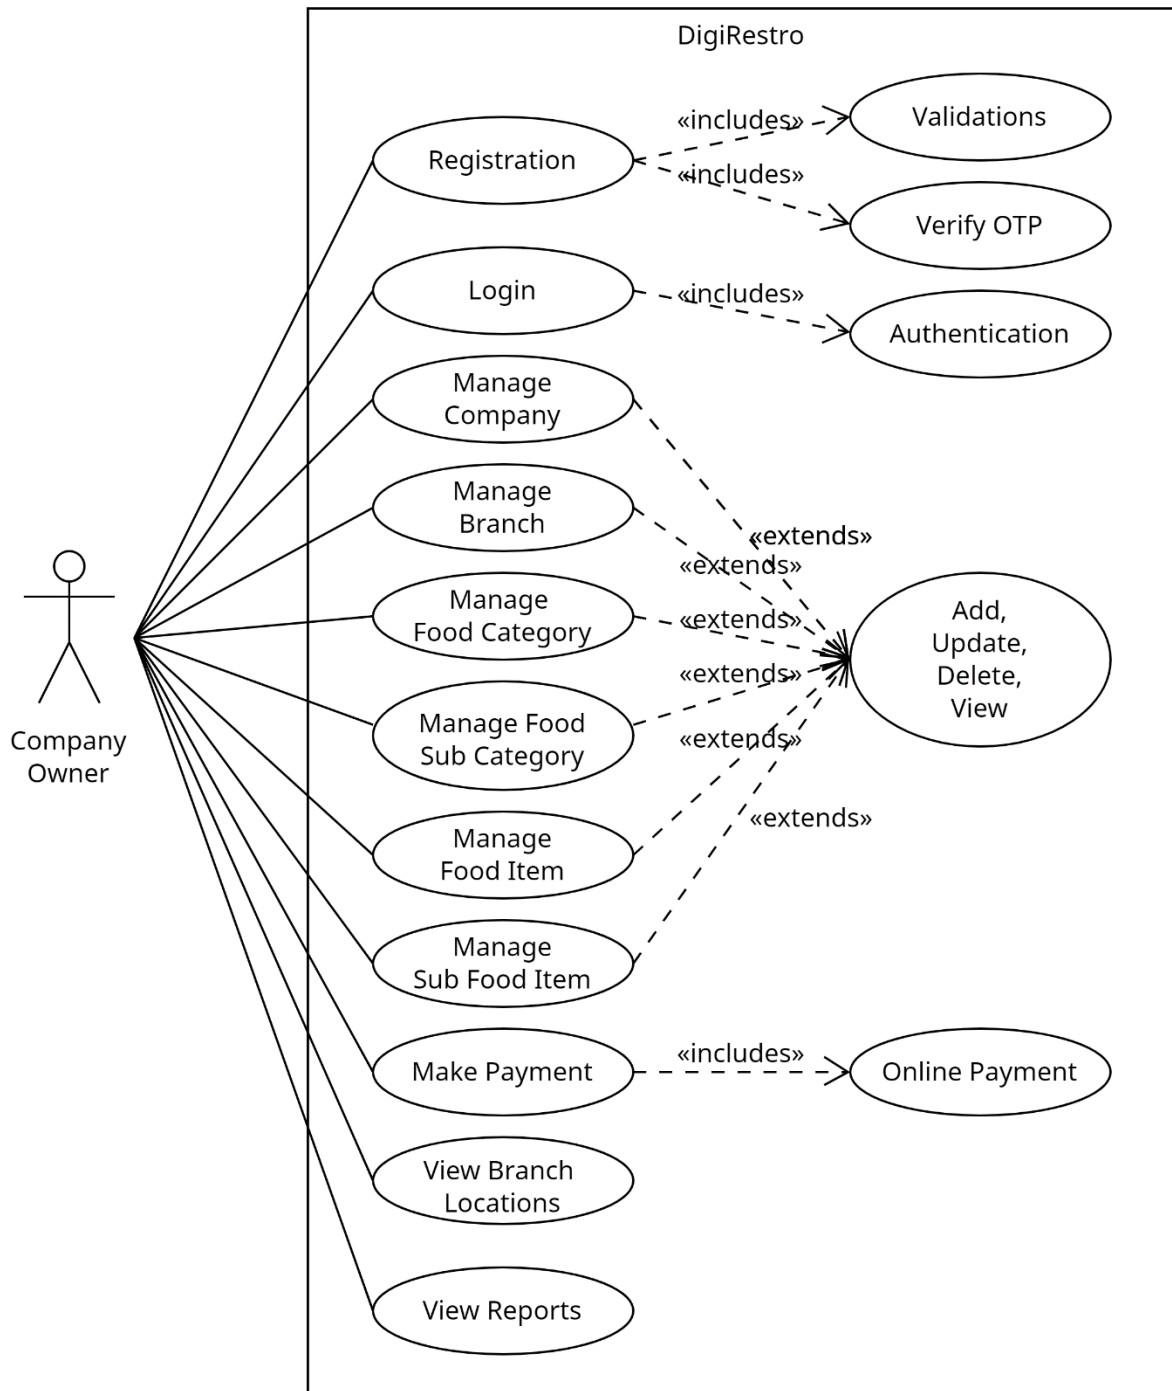 DigiRestro
Registration
«includes»
Validations
«includes»
Verify OTP
Login
«includes»
Authentication
Manage
Company
Manage
Branch
«extends»
«extends»
Manage
Food Category
«extends»
Add,
Update,
Delete,
View
Manage Food
Sub Category
«extends»
«extends»
Company
Owner
Manage
Food Item
«extends»
Manage
Sub Food Item
Make Payment
«includes»
Online Payment
View Branch
Locations
View Reports